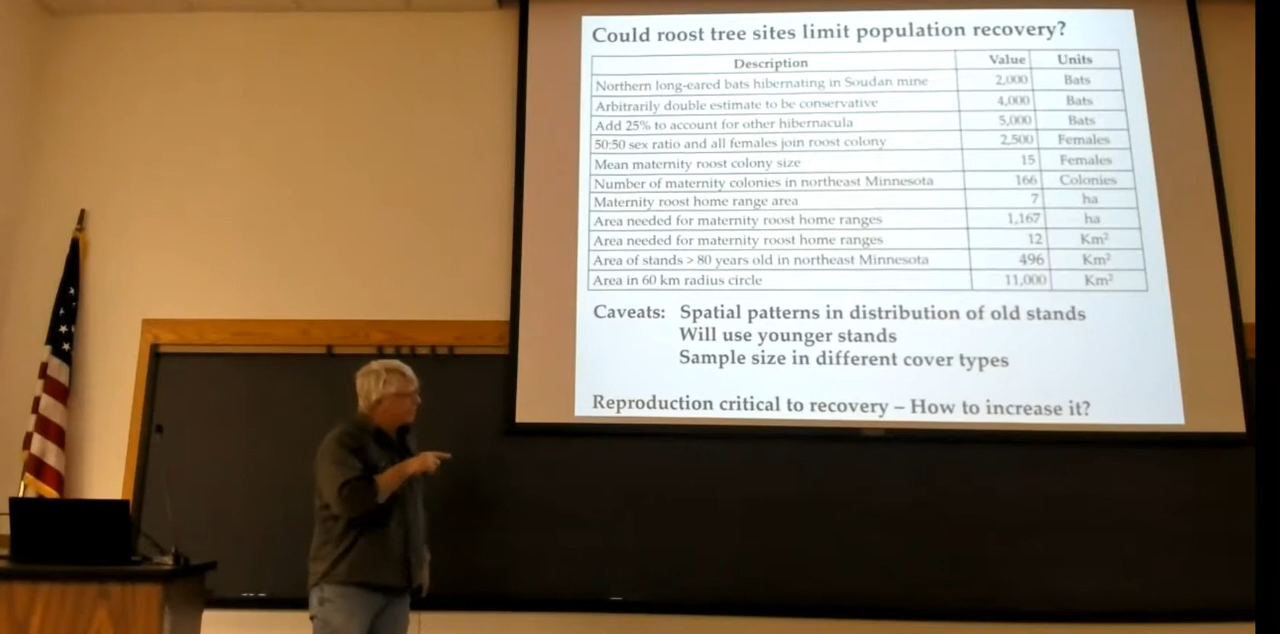 Could roost tree sites limit population recovery?
Description Value Units
Northern long-eared bats hibernating in Soudan mine 2,000 Bats
Arbitrarily double estimate to be conservative 4,000 Bats
Add 25% to account for other hibernacula 5,000 Bats
50:50 sex ratio and all females join roost colony 2,500 Females
Mean maternity roost colony size 15 Females
Number of maternity colonies in northeast Minnesota 166 Colonies
Maternity roost home range area 7 ha
Area needed for maternity roost home ranges 1,167 ha
Area needed for maternity roost home ranges 12 Km²
Area of stands > 80 years old in northeast Minnesota 496 Km²
Area in 60 km radius circle 11,000 Km²
Caveats: Spatial patterns in distribution of old stands
Will use younger stands
Sample size in different cover types
Reproduction critical to recovery – How to increase it?